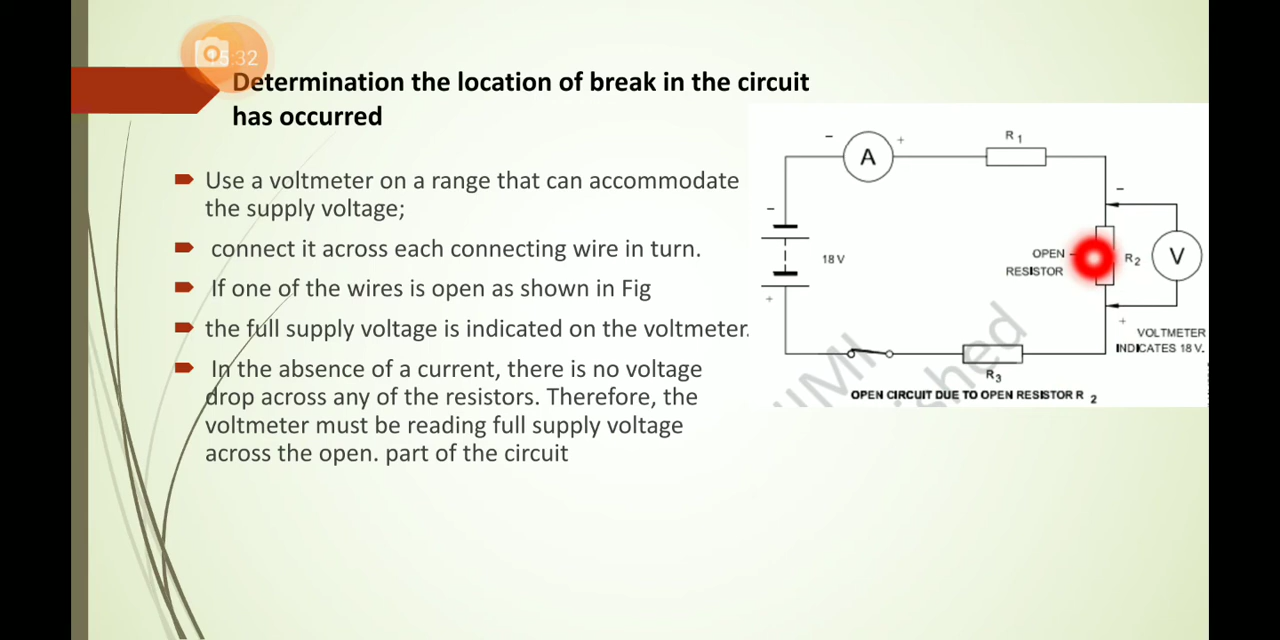 15:32
Determination the location of break in the circuit
has occurred
Use a voltmeter on a range that can accommodate
the supply voltage;
connect it across each connecting wire in turn.
If one of the wires is open as shown in Fig
the full supply voltage is indicated on the voltmeter.
In the absence of a current, there is no voltage
drop across any of the resistors. Therefore, the
voltmeter must be reading full supply voltage
across the open. part of the circuit
- A +
R 1
-
-
18 V
+
OPEN
RESISTOR
R2
V
+
VOLTMETER
INDICATES 18 V.
R3
OPEN CIRCUIT DUE TO OPEN RESISTOR R 2